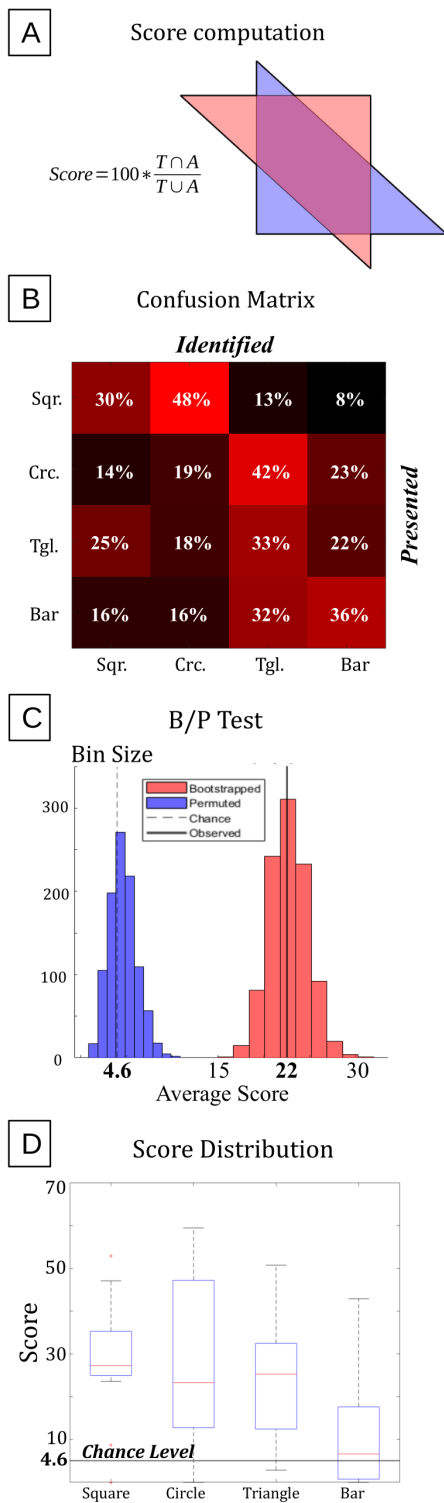 A
Score computation
Score=100*T∩A/T∪A
B
Confusion Matrix
Identified
Sqr. 30% 48% 13% 8%
Crc. 14% 19% 42% 23%
Tgl. 25% 18% 33% 22%
Bar 16% 16% 32% 36%
Presented
Sqr. Crc. Tgl. Bar
C
B/P Test
Bin Size
Bootstrapped
Permuted
Chance
Observed
300
200
100
0
4.6 15 22 30
Average Score
D
Score Distribution
70
50
30
10
4.6
Score
Chance Level
Square Circle Triangle Bar